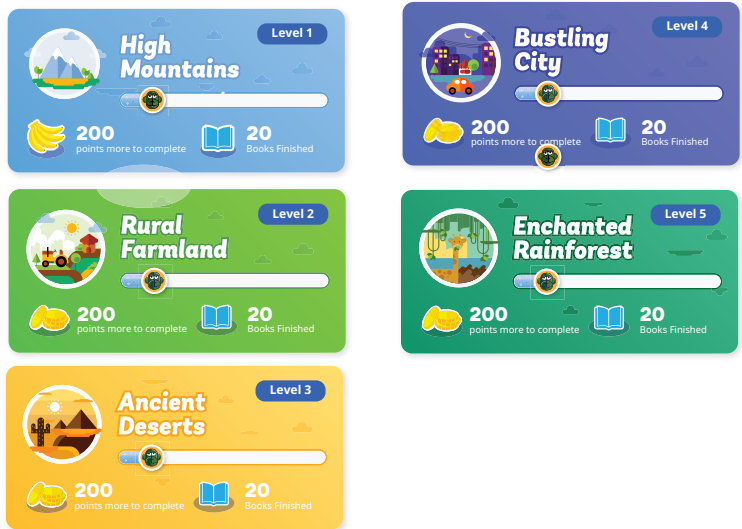 Level 1
High
Mountains
200
points more to complete
20
Books Finished
Level 2
Rural
Farmland
200
points more to complete
20
Books Finished
Level 3
Ancient
Deserts
200
points more to complete
20
Books Finished
Level 4
Bustling
City
200
points more to complete
20
Books Finished
Level 5
Enchanted
Rainforest
200
points more to complete
20
Books Finished